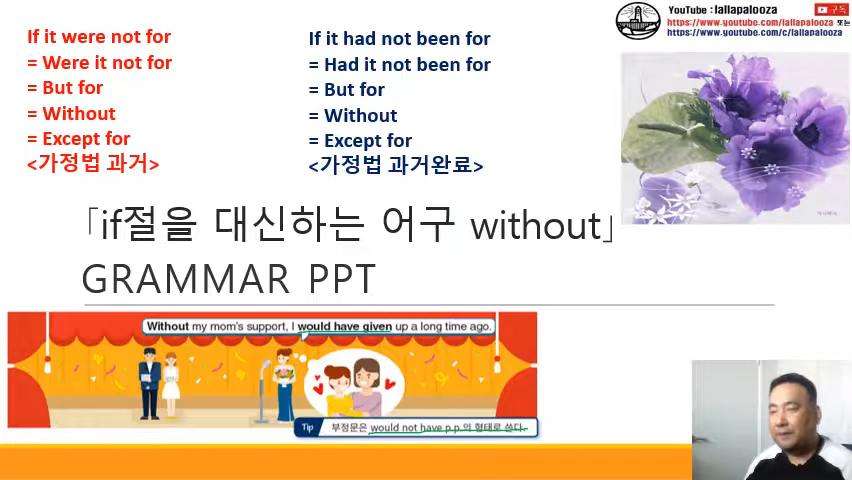 If it were not for
= Were it not for
= But for
= Without
= Except for
<가정법 과거>
If it had not been for
= Had it not been for
= But for
= Without
= Except for
<가정법 과거완료>
YouTube : lallapalooza 구독
https://www.youtube.com/lallapalooza 또는
https://www.youtube.com/c/lallapalooza
「if절을 대신하는 어구 without」
GRAMMAR PPT
Without my mom's support, I would have given up a long time ago.
Tip 부정문은 would not have p.p.의 형태로 쓴다.